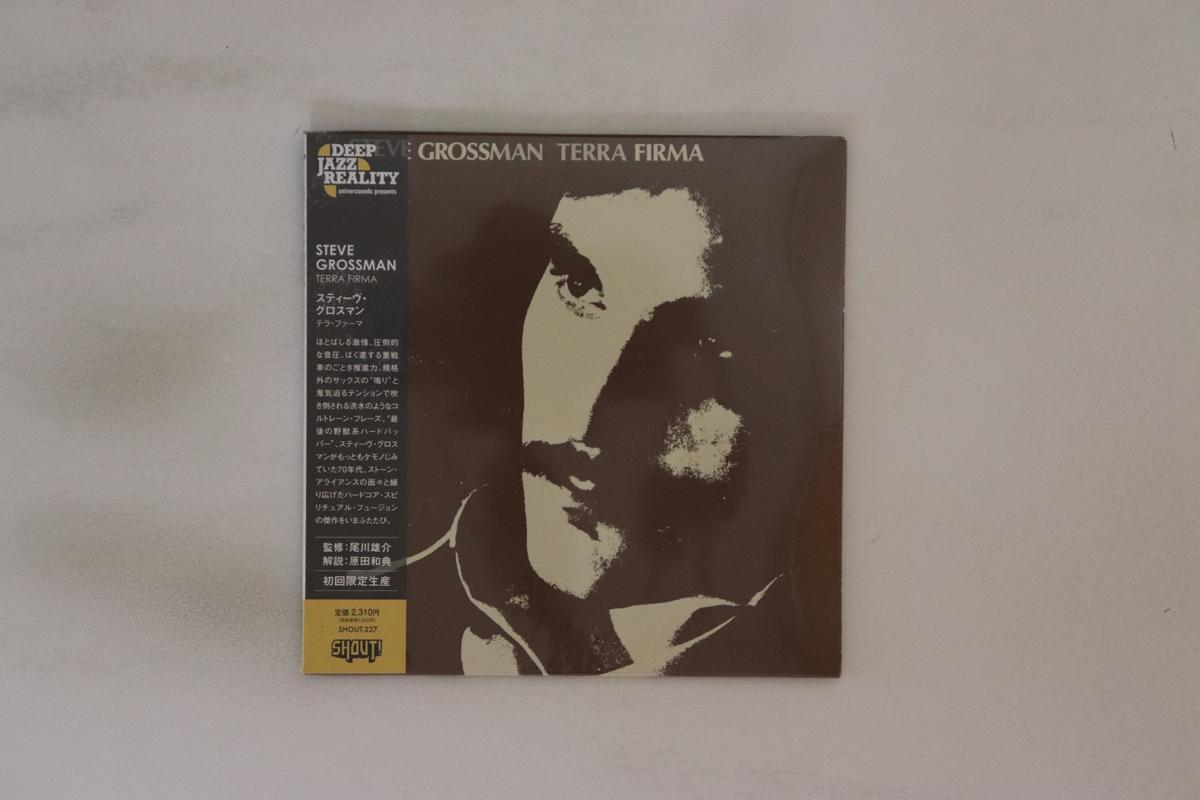 STEVE GROSSMAN TERRA FIRMA
DEEP
JAZZ
REALITY
universounds presents
STEVE
GROSSMAN
TERRA FIRMA
スティーヴ・
グロスマン
テラ・ファーマ
ほとばしる激情、圧倒的
な音圧、ばく進する重戦
車のごとき推進力。規格
外のサックスの“鳴り”と
鬼気迫るテンションで吹
き倒される洪水のようなコ
ルトレーン・フレーズ。“最
後の野獣系ハードバッ
パー”、スティーヴ・グロス
マンがもっともケモノじみ
ていた70年代、ストーン・
アライアンスの面々と繰
り広げたハードコア・スピ
リチュアル・フュージョン
の傑作をいまふたたび。
監修：尾川雄介
解説：原田和典
初回限定生産
定価 2,310円
SHOUT-227
SHOUT!